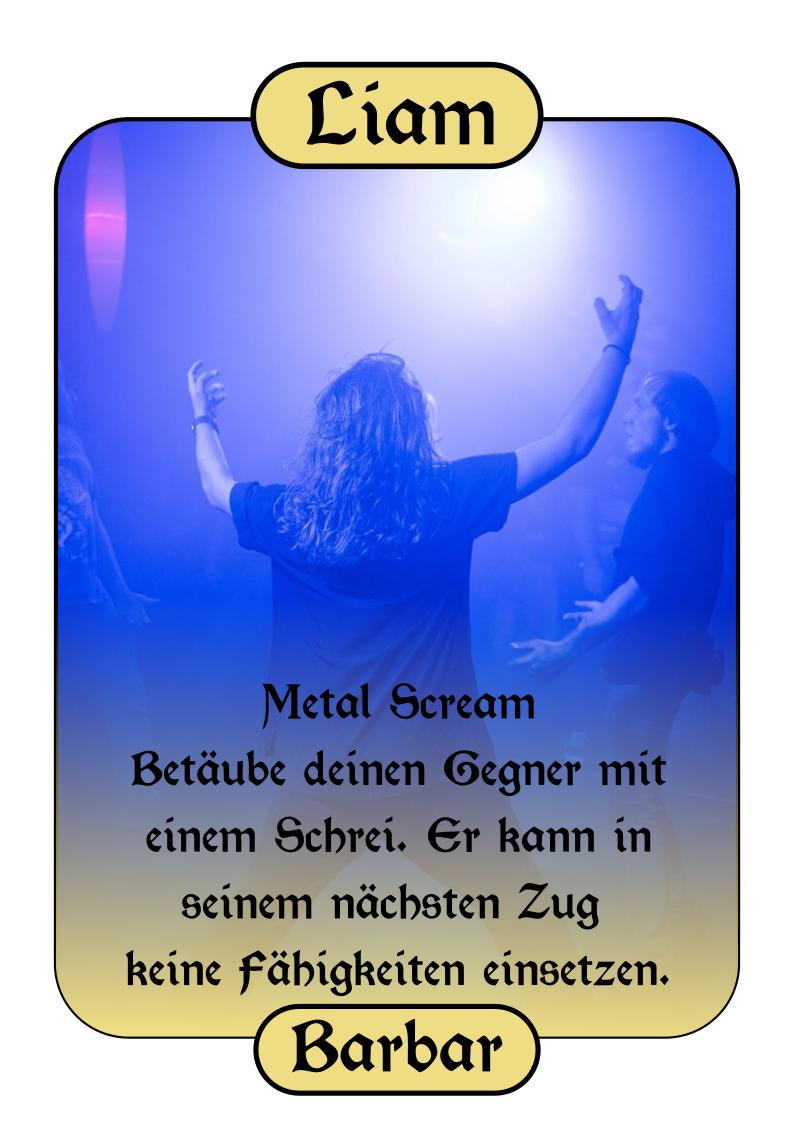 Liam
Metal Scream
Betäube deinen Gegner mit
einem Schrei. Er kann in
seinem nächsten Zug
keine Fähigkeiten einsetzen.
Barbar